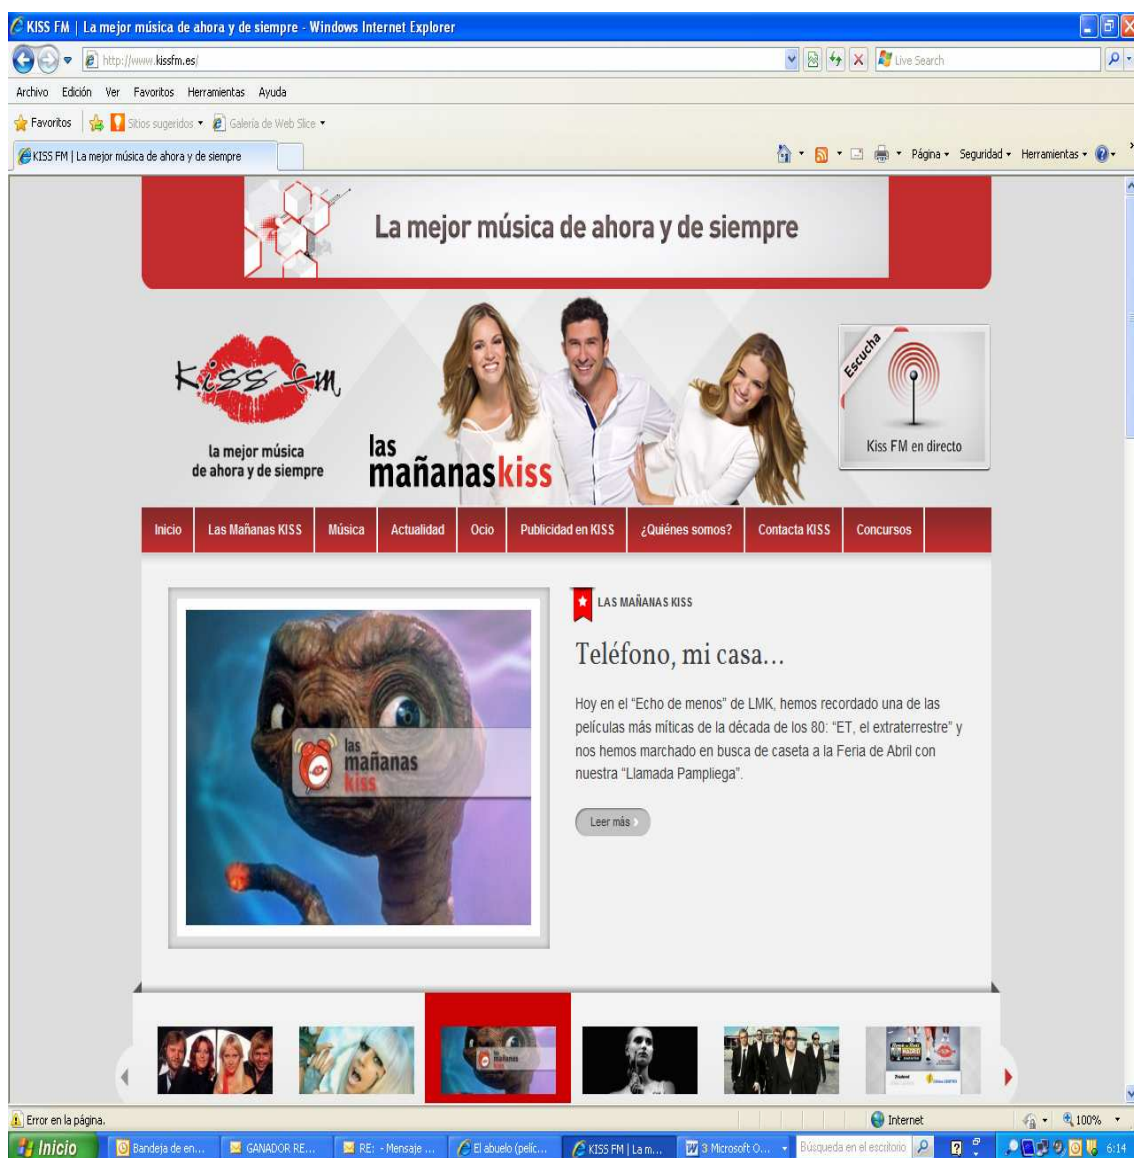 KISS FM | La mejor música de ahora y de siempre - Windows Internet Explorer
http://www.kissfm.es/
Live Search
Archivo Edición Ver Favoritos Herramientas Ayuda
Favoritos Sitios sugeridos Galería de Web Slice
KISS FM | La mejor música de ahora y de siempre
Página Seguridad Herramientas
La mejor música de ahora y de siempre
Kiss fm
la mejor música
de ahora y de siempre
las
mañanaskiss
Escucha
Kiss FM en directo
Inicio Las Mañanas KISS Música Actualidad Ocio Publicidad en KISS ¿Quiénes somos? Contacta KISS Concursos
las
mañanas
kiss
LAS MAÑANAS KISS
Teléfono, mi casa...
Hoy en el “Echo de menos” de LMK, hemos recordado una de las
películas más míticas de la década de los 80: “ET, el extraterrestre” y
nos hemos marchado en busca de caseta a la Feria de Abril con
nuestra “Llamada Pampliega”.
Leer más
las
mañanas
kiss
Error en la página.
Internet
100%
Inicio
Bandeja de en...
GANADOR RE...
RE: - Mensaje ...
El abuelo (pelíc...
KISS FM | La m...
3 Microsoft O...
Búsqueda en el escritorio
6:14